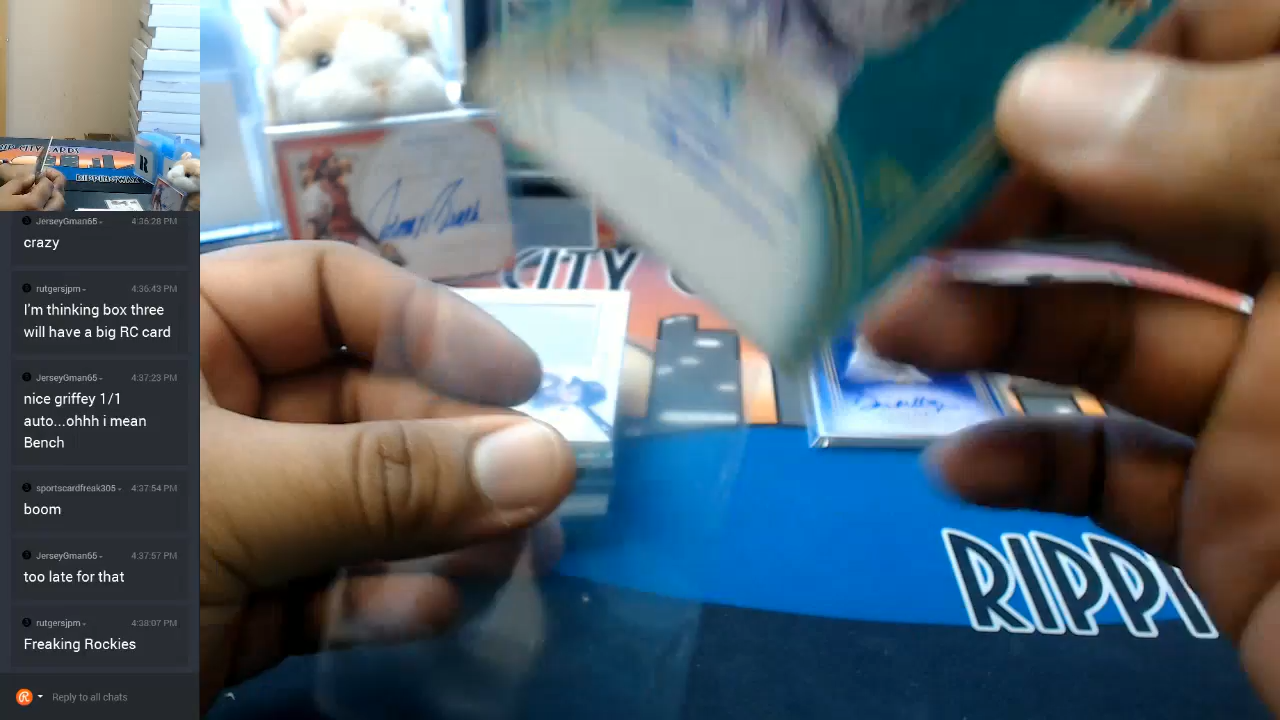 JerseyGman65 4:36:28 PM
crazy
rutgersjpm 4:36:43 PM
I'm thinking box three
will have a big RC card
JerseyGman65 4:37:23 PM
nice griffey 1/1
auto...ohhh i mean
Bench
sportscardfreak305 4:37:54 PM
boom
JerseyGman65 4:37:57 PM
too late for that
rutgersjpm 4:38:07 PM
Freaking Rockies
Reply to all chats
CITY
RIPPI